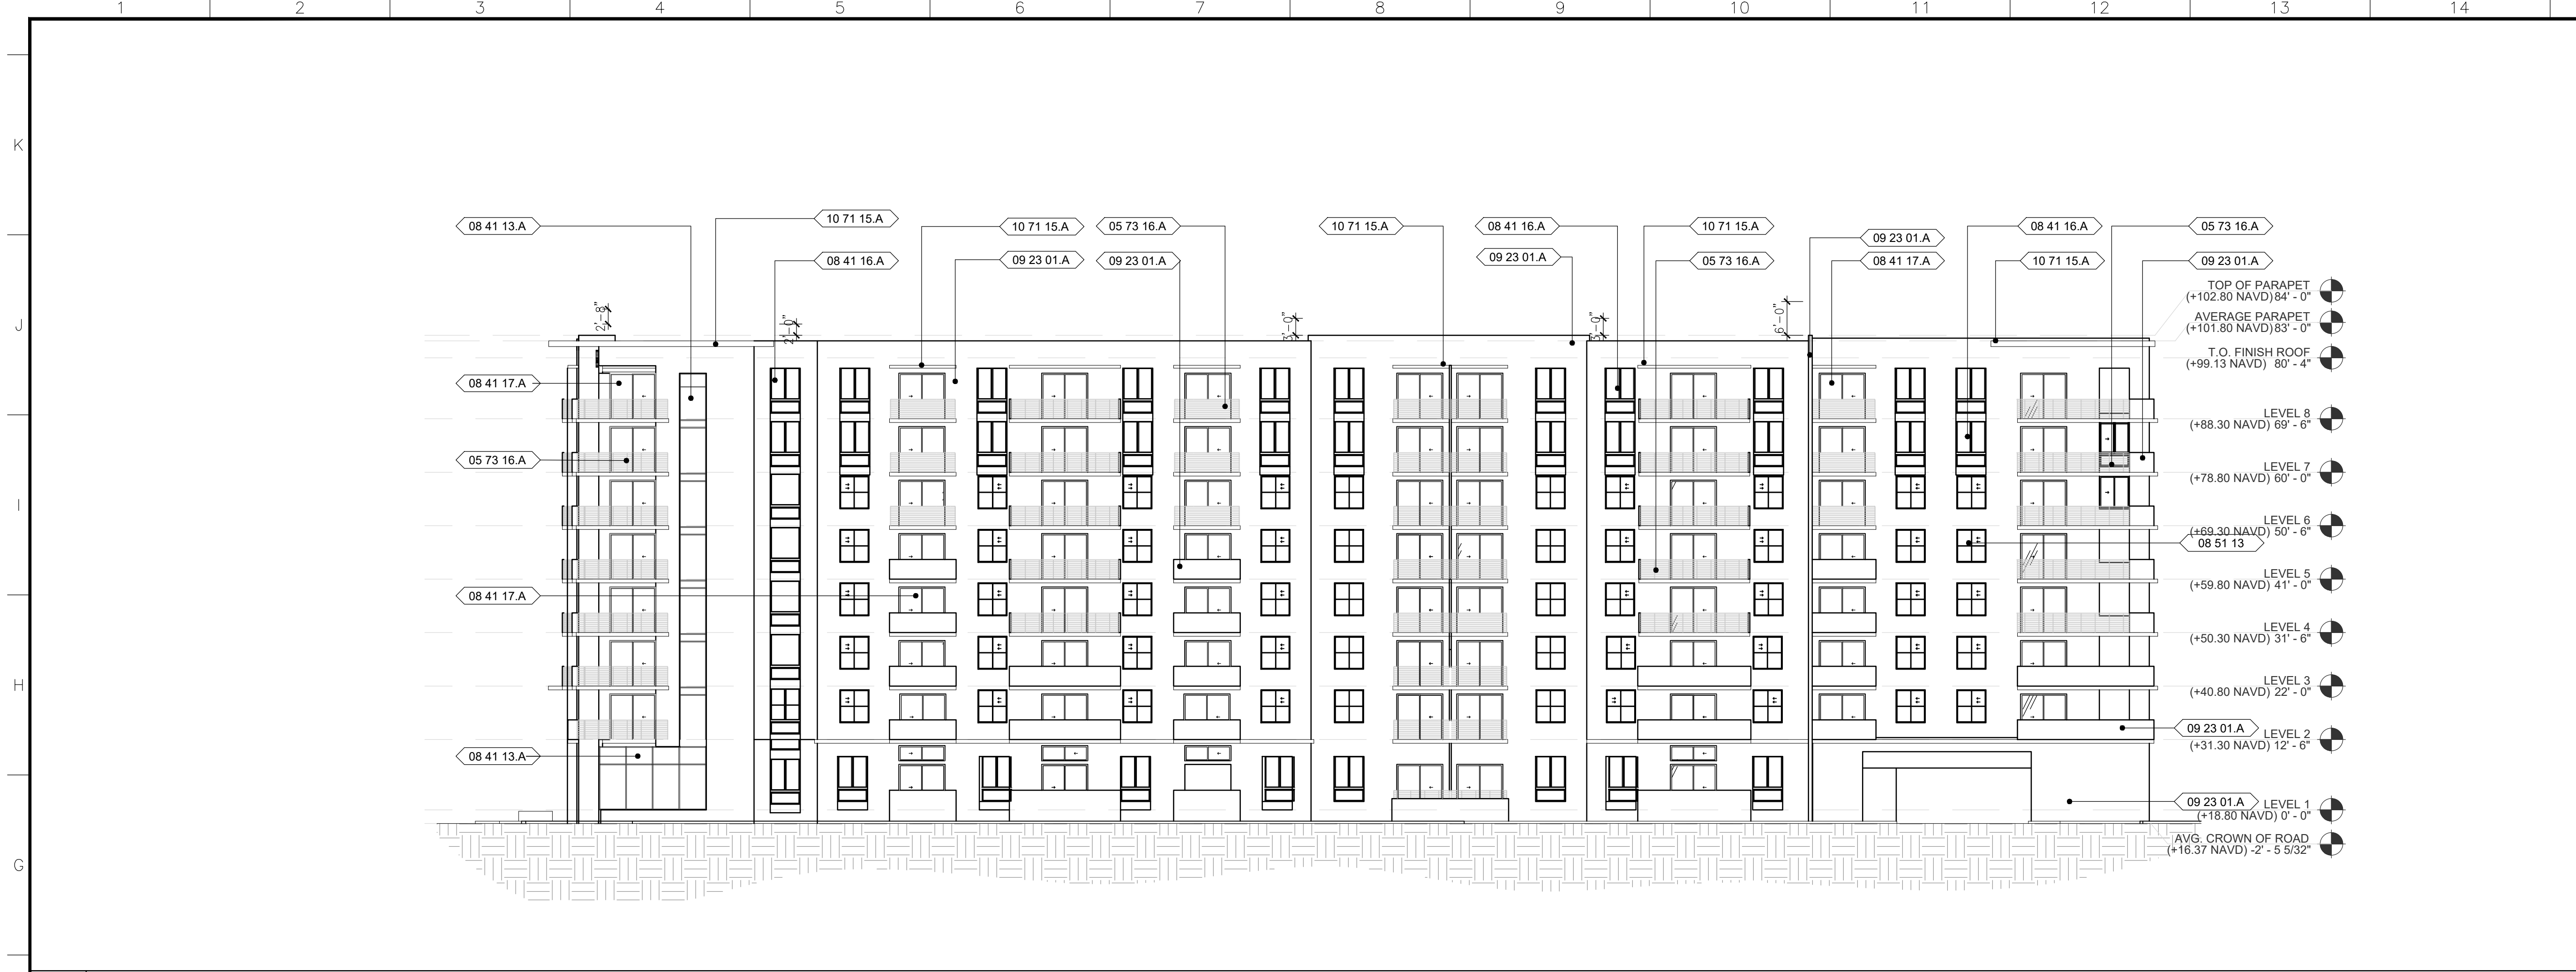 1 2 3 4 5 6 7 8 9 10 11 12 13 14
K
J
I
H
G
08 41 13.A
10 71 15.A
08 41 16.A
10 71 15.A
09 23 01.A
05 73 16.A
09 23 01.A
10 71 15.A
08 41 16.A
09 23 01.A
10 71 15.A
05 73 16.A
09 23 01.A
08 41 17.A
08 41 16.A
10 71 15.A
05 73 16.A
09 23 01.A
2'-8"
2'-0"
3'-0"
3'-0"
6'-0"
08 41 17.A
05 73 16.A
08 41 17.A
08 41 13.A
TOP OF PARAPET
(+102.80 NAVD) 84' - 0"
AVERAGE PARAPET
(+101.80 NAVD) 83' - 0"
T.O. FINISH ROOF
(+99.13 NAVD) 80' - 4"
LEVEL 8
(+88.30 NAVD) 69' - 6"
LEVEL 7
(+78.80 NAVD) 60' - 0"
LEVEL 6
(+69.30 NAVD) 50' - 6"
08 51 13
LEVEL 5
(+59.80 NAVD) 41' - 0"
LEVEL 4
(+50.30 NAVD) 31' - 6"
LEVEL 3
(+40.80 NAVD) 22' - 0"
09 23 01.A
LEVEL 2
(+31.30 NAVD) 12' - 6"
09 23 01.A
LEVEL 1
(+18.80 NAVD) 0' - 0"
AVG. CROWN OF ROAD
(+16.37 NAVD) -2' - 5 5/32"